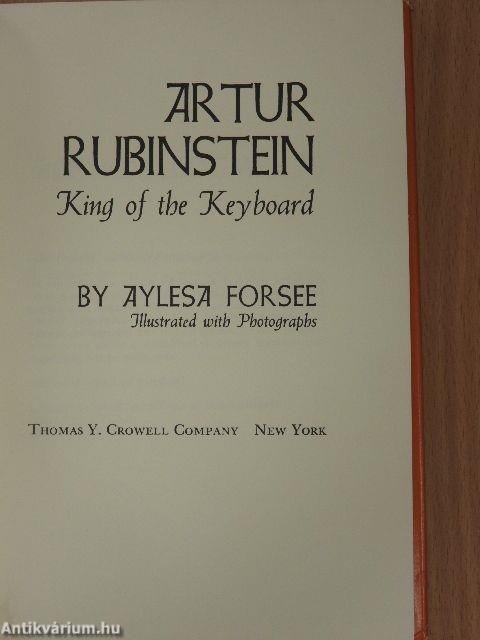 ARTUR
RUBINSTEIN
King of the Keyboard
BY AYLESA FORSEE
Illustrated with Photographs
THOMAS Y. CROWELL COMPANY NEW YORK
Antikvárium.hu